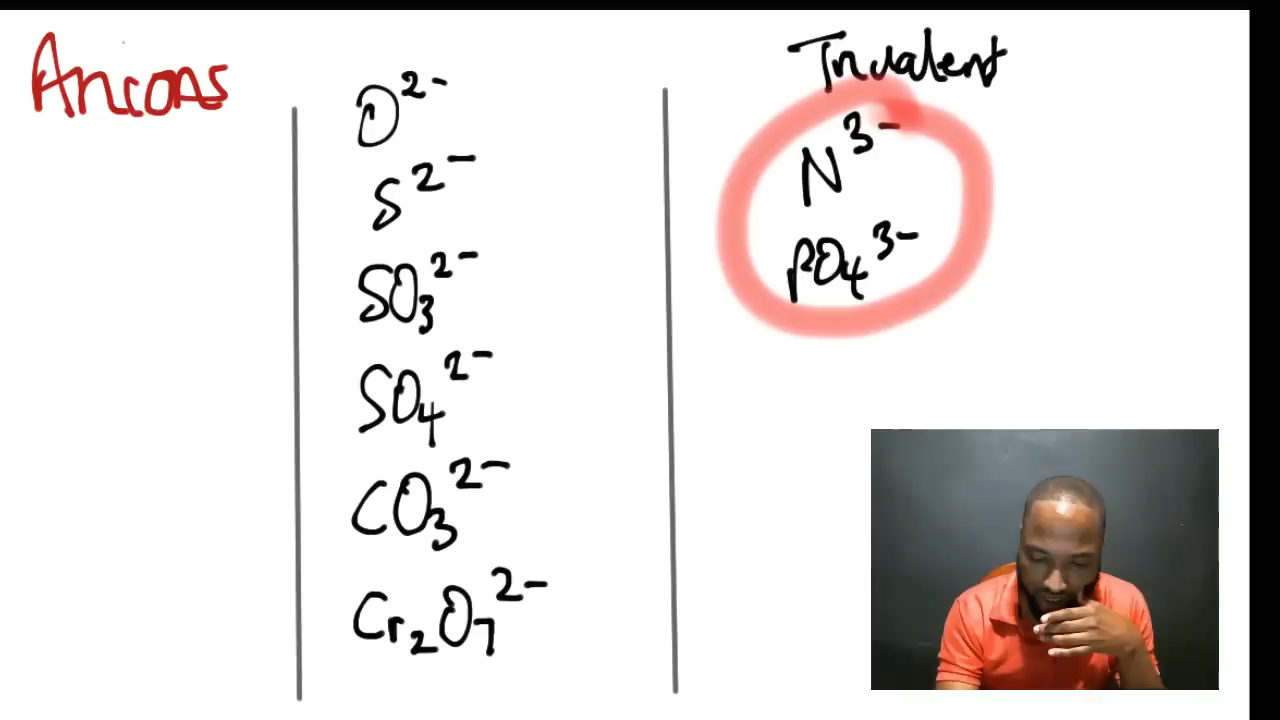 Anions
O²⁻
S²⁻
SO₃²⁻
SO₄²⁻
CO₃²⁻
Cr₂O₇²⁻
Trivalent
N³⁻
PO₄³⁻